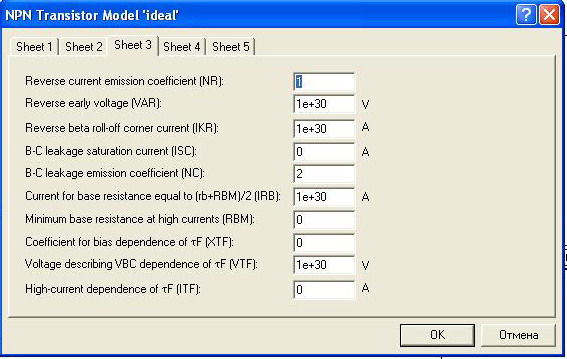 NPN Transistor Model 'ideal'
Sheet 1 Sheet 2 Sheet 3 Sheet 4 Sheet 5
Reverse current emission coefficient (NR): 1
Reverse early voltage (VAR): 1e+30 V
Reverse beta roll-off corner current (IKR): 1e+30 A
B-C leakage saturation current (ISC): 0 A
B-C leakage emission coefficient (NC): 2
Current for base resistance equal to (rb+RBM)/2 (IRB): 1e+30 A
Minimum base resistance at high currents (RBM): 0
Coefficient for bias dependence of τF (XTF): 0
Voltage describing VBC dependence of τF (VTF): 1e+30 V
High-current dependence of τF (ITF): 0 A
OK Отмена